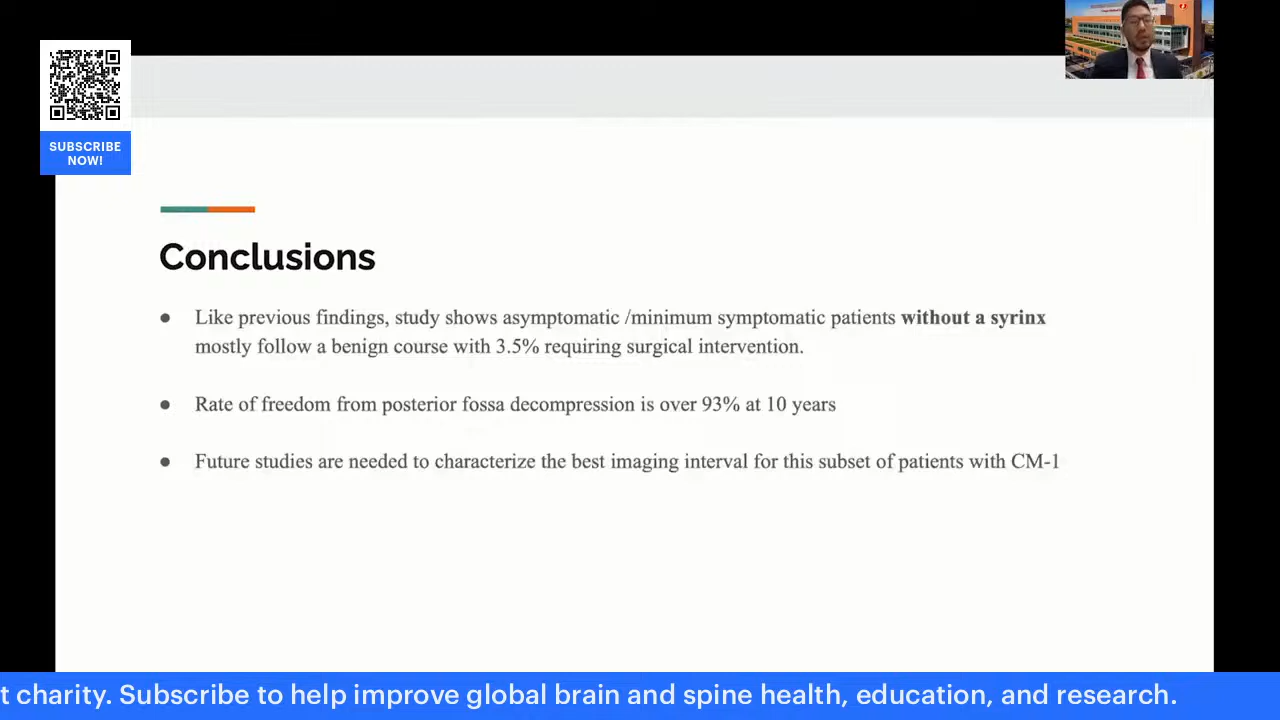 SUBSCRIBE
NOW!
Conclusions
● Like previous findings, study shows asymptomatic /minimum symptomatic patients without a syrinx
mostly follow a benign course with 3.5% requiring surgical intervention.
● Rate of freedom from posterior fossa decompression is over 93% at 10 years
● Future studies are needed to characterize the best imaging interval for this subset of patients with CM-1
t charity. Subscribe to help improve global brain and spine health, education, and research.